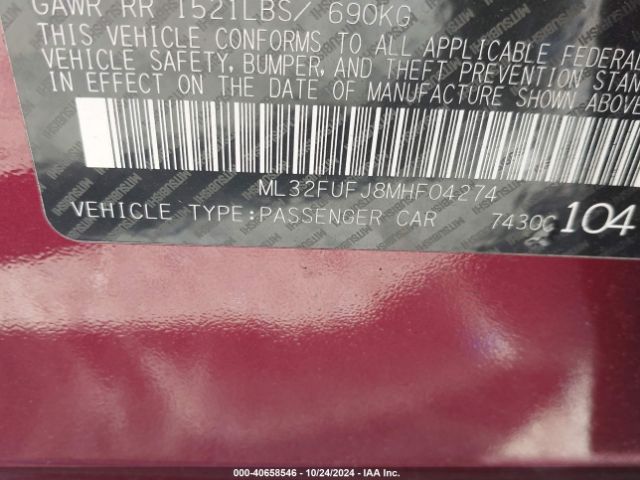 GAWR RR 1521LBS/ 690KG
THIS VEHICLE CONFORMS TO ALL APPLICABLE FEDERAL
VEHICLE SAFETY, BUMPER, AND THEFT PREVENTION STAN
IN EFFECT ON THE DATE OF MANUFACTURE SHOWN ABOVE
ML32FUFJ8MHF04274
VEHICLE TYPE:PASSENGER CAR 7430C 104
000-40658546 - 10/24/2024 - IAA Inc.